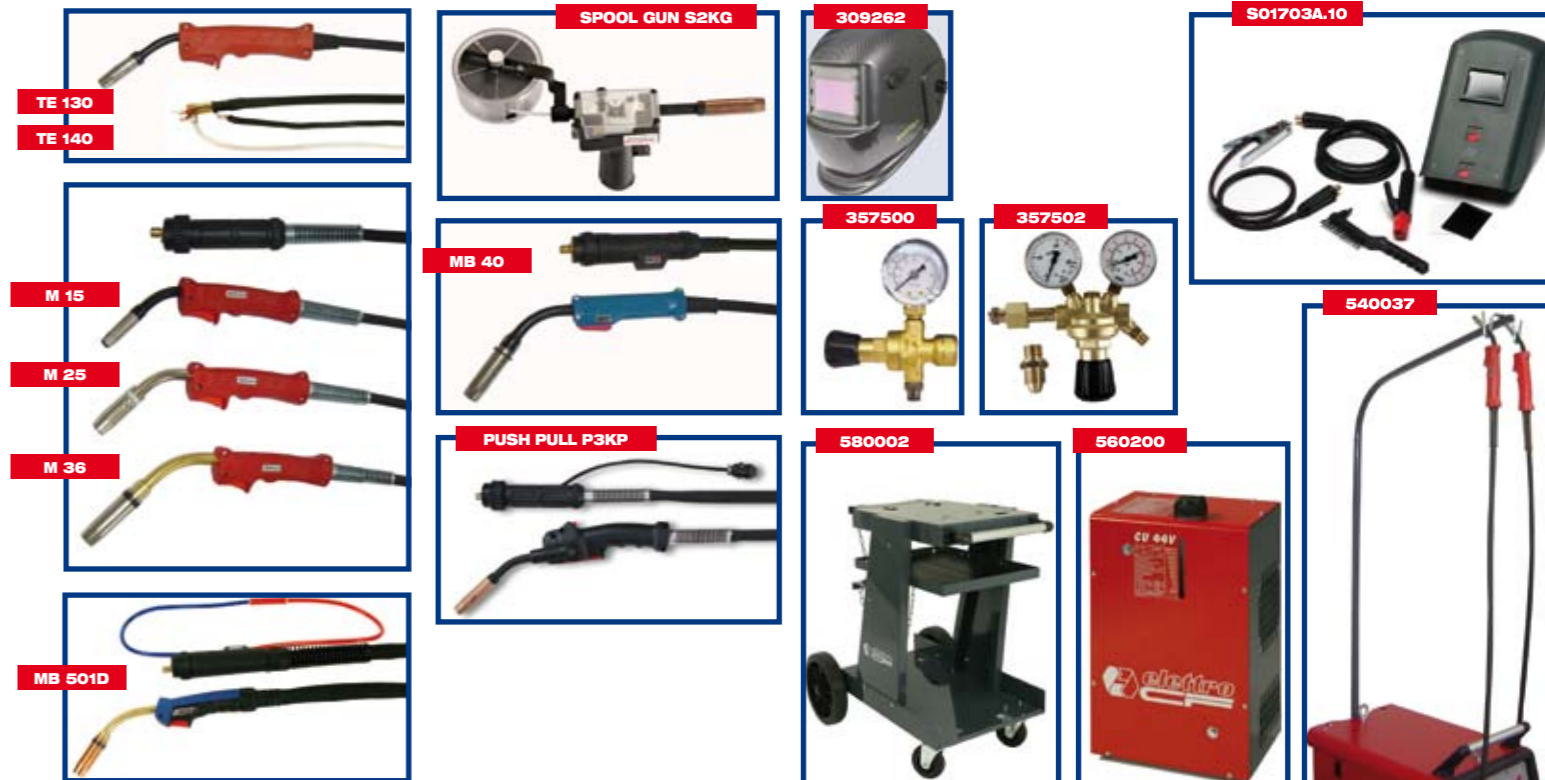 TE 130
TE 140
SPOOL GUN S2KG
309262
S01703A.10
M 15
M 25
M 36
MB 40
357500
357502
540037
PUSH PULL P3KP
580002
560200
CU 44V
elettro
CF
MB 501D